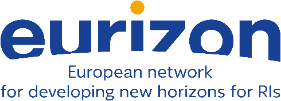 eurizon
European network
for developing new horizons for RIs